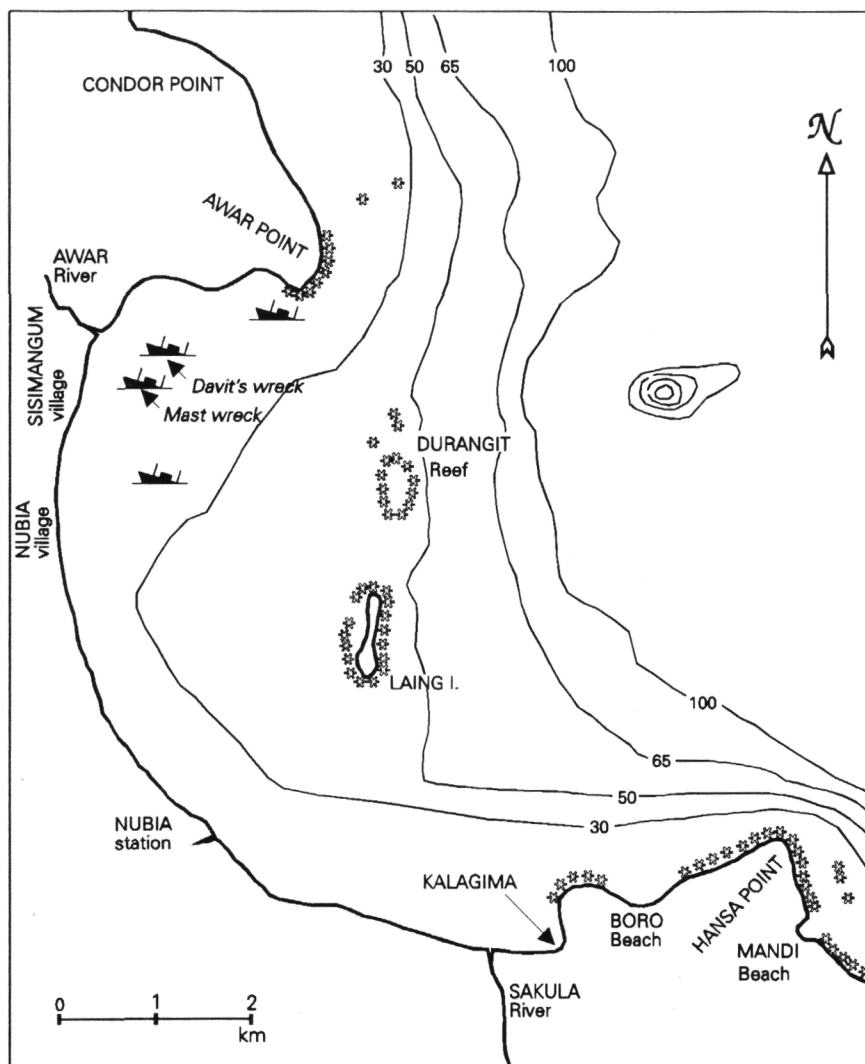 30 50 65 100
CONDOR POINT
N
AWAR POINT
AWAR
River
SISIMANGUM
village
Davit's wreck
Mast wreck
DURANGIT
Reef
NUBIA
village
LAING I.
100
65
50
30
NUBIA
station
KALAGIMA
BORO
Beach
HANSA POINT
MANDI
Beach
SAKULA
River
0 1 2
km